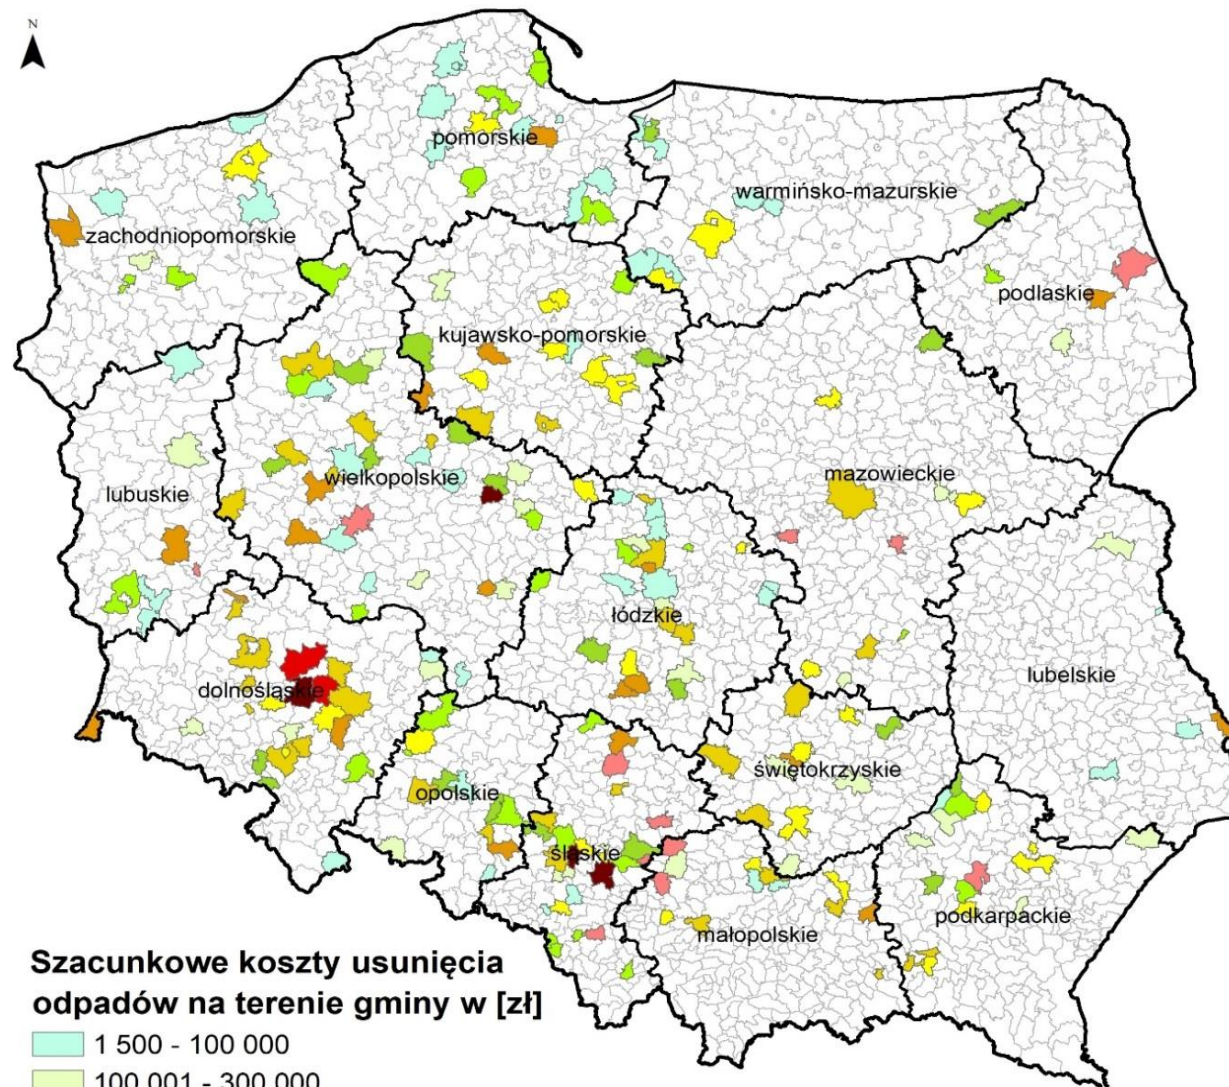 N
pomorskie
warmińsko-mazurskie
zachodniopomorskie
podlaskie
kujawsko-pomorskie
mazowieckie
wielkopolskie
lubuskie
łódzkie
lubelskie
dolnośląskie
świętokrzyskie
opolskie
śląskie
podkarpackie
małopolskie
Szacunkowe koszty usunięcia
odpadów na terenie gminy w [zł]
1 500 - 100 000
100 001 - 300 000